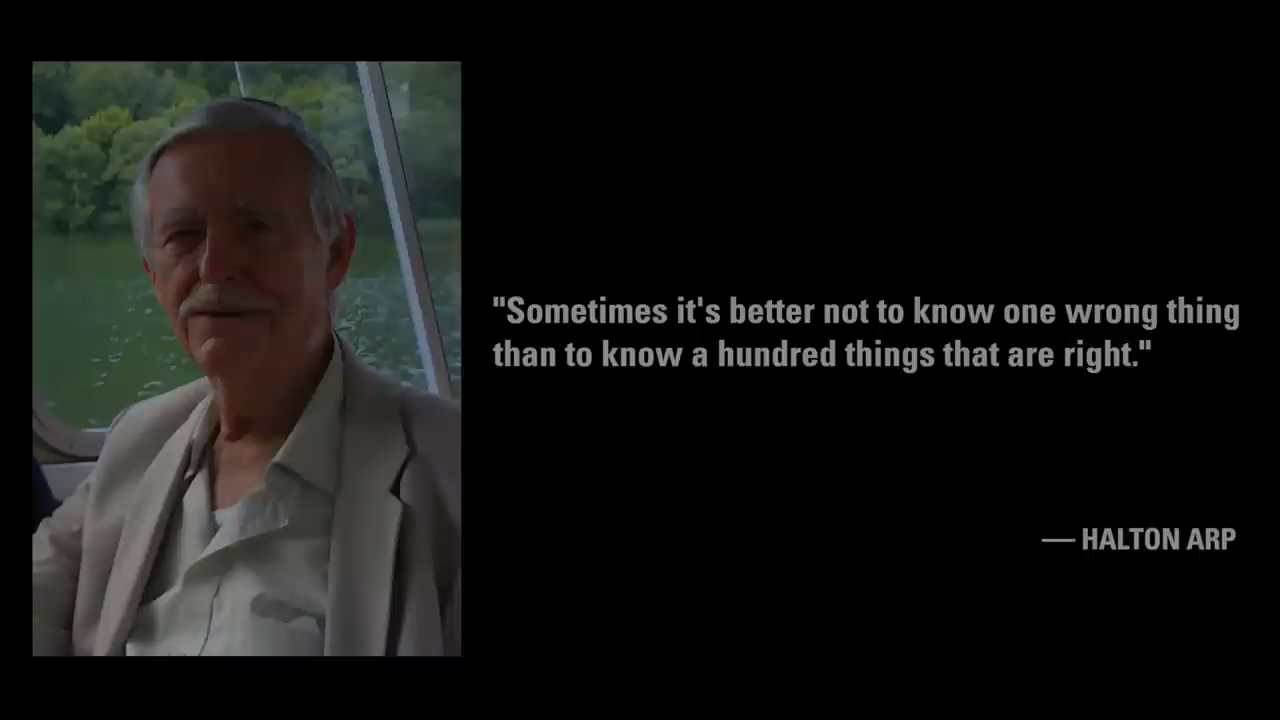 "Sometimes it's better not to know one wrong thing
than to know a hundred things that are right."
— HALTON ARP